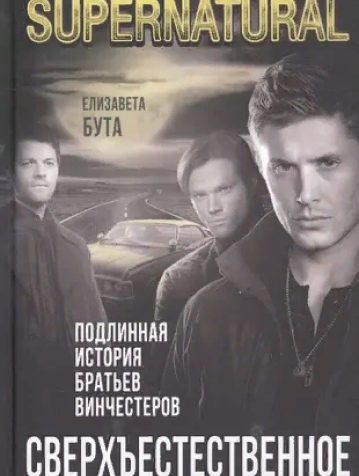 SUPERNATURAL
ЕЛИЗАВЕТА
БУТА
ПОДЛИННАЯ
ИСТОРИЯ
БРАТЬЕВ
ВИНЧЕСТЕРОВ
СВЕРХЪЕСТЕСТВЕННОЕ